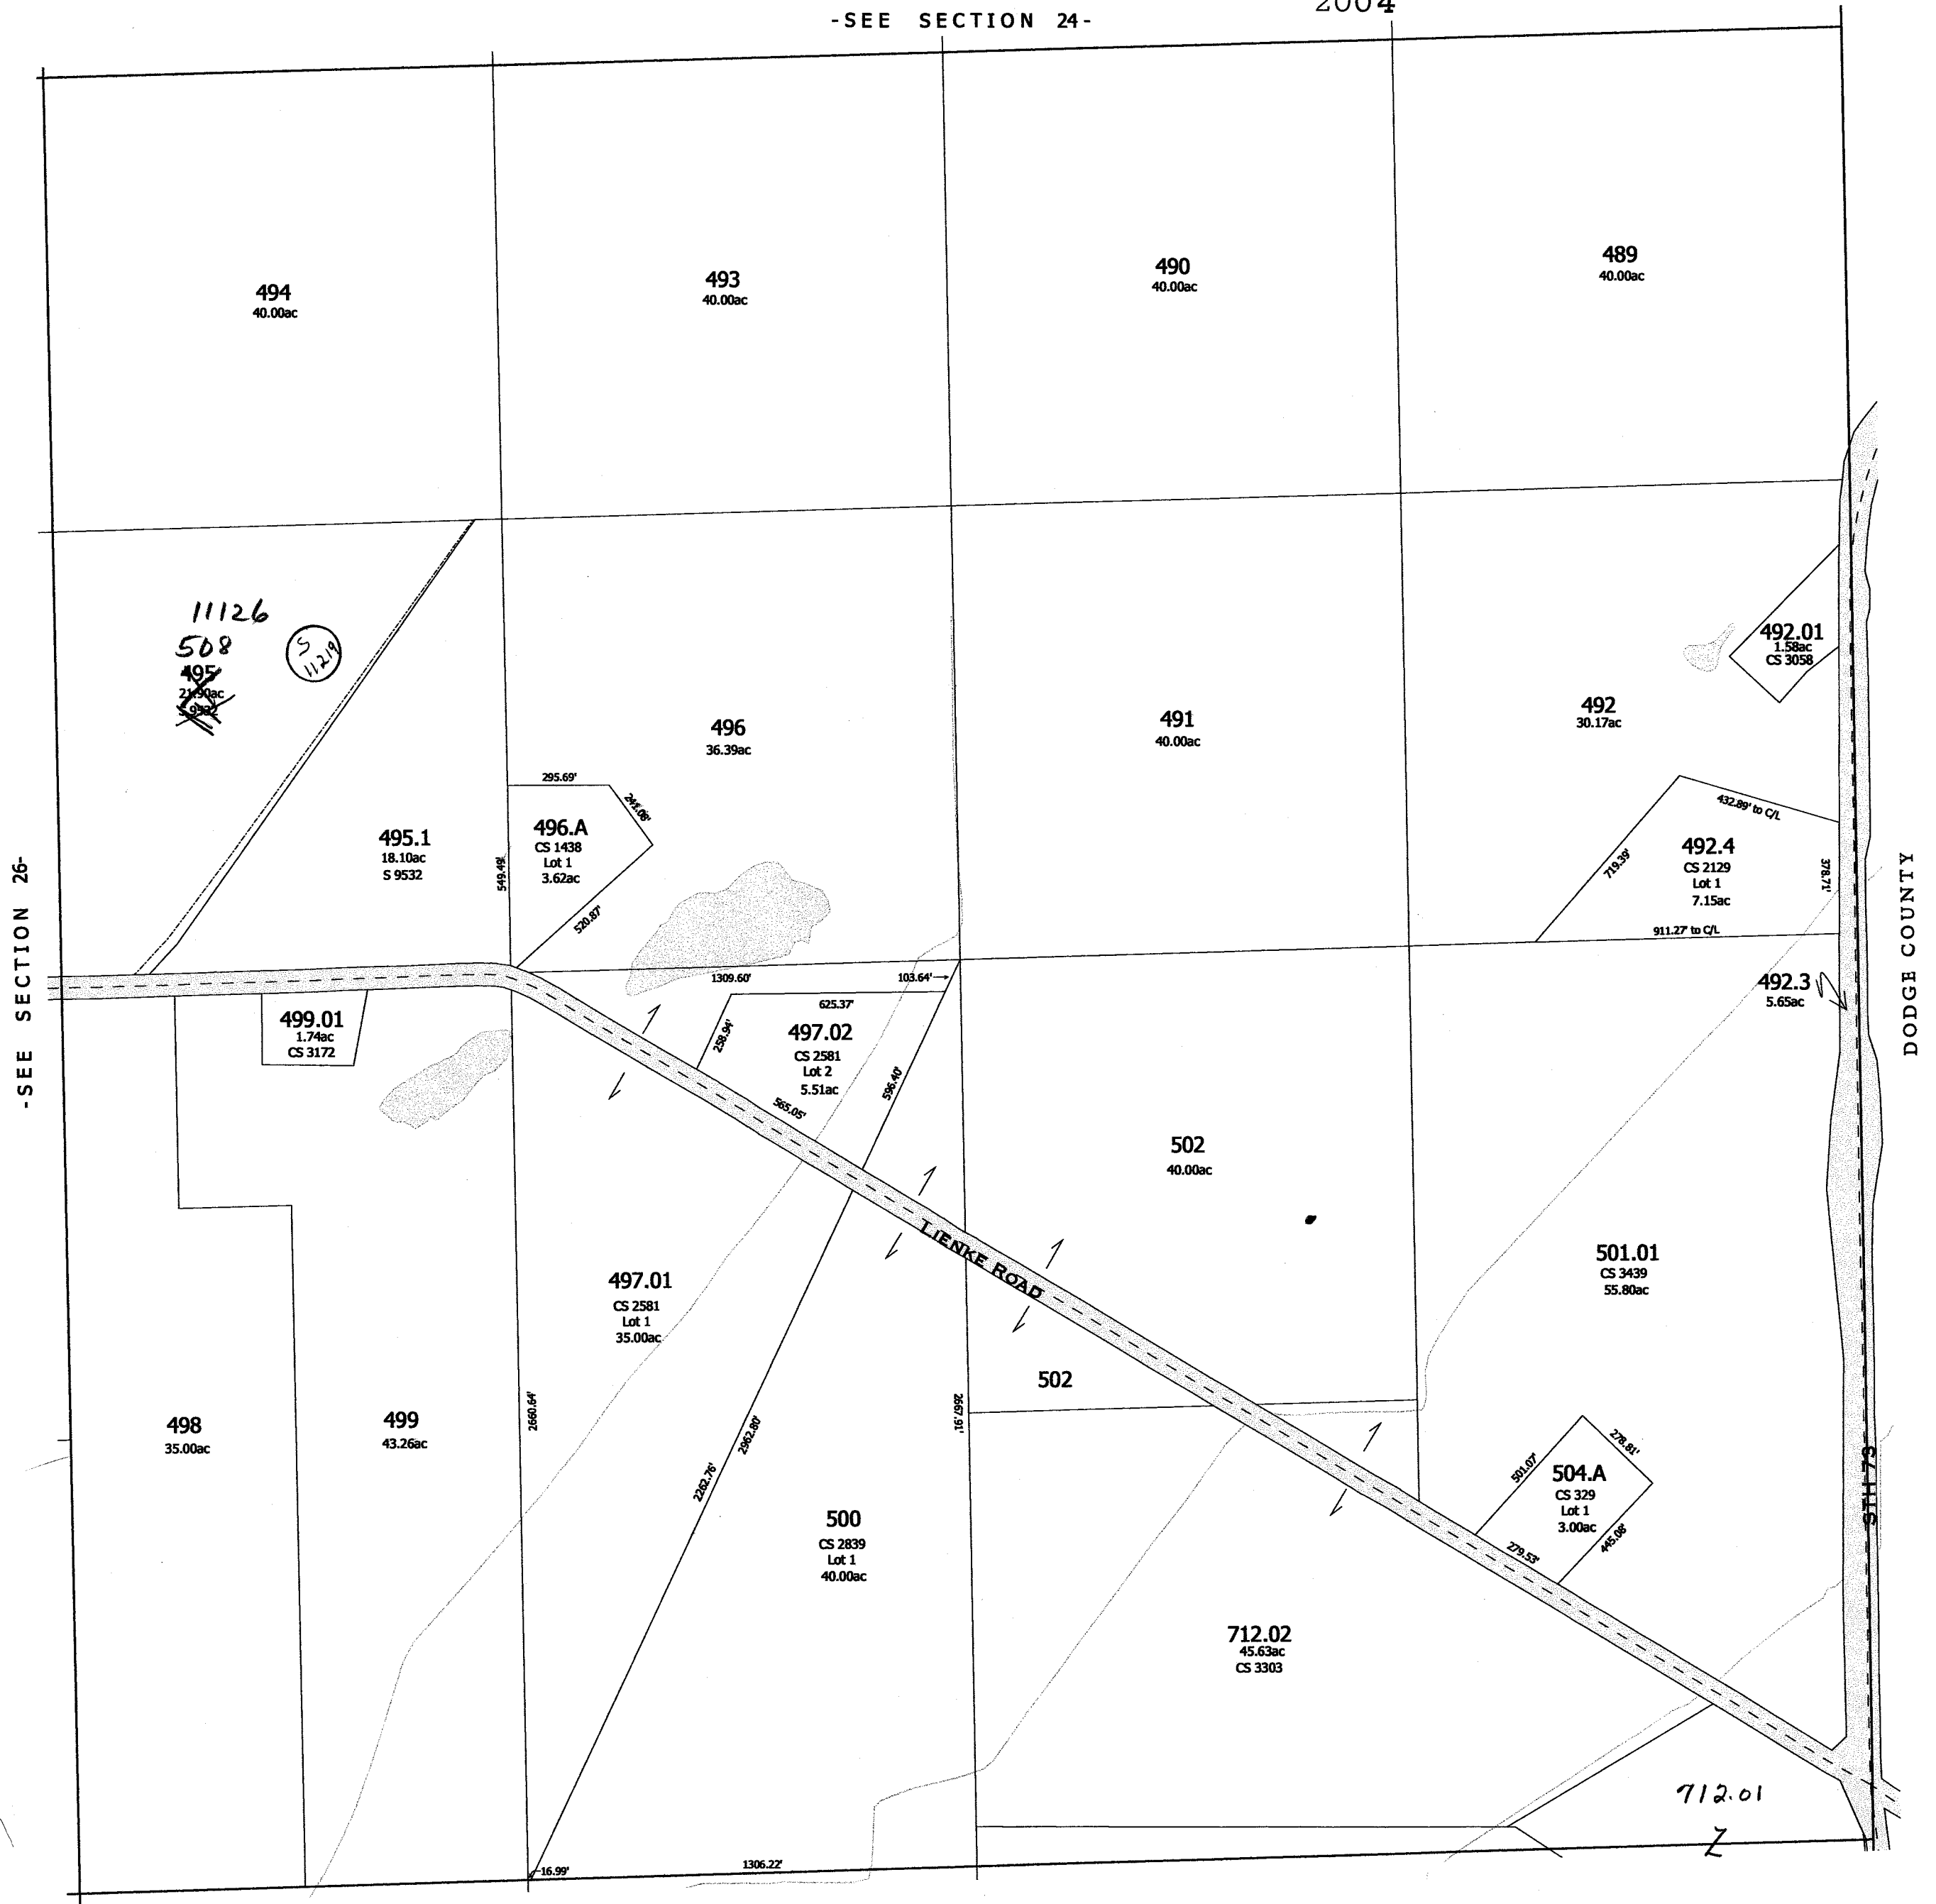 2004
-SEE SECTION 24-
494
40.00ac
493
40.00ac
490
40.00ac
489
40.00ac
11126
508
S
11219
495
21.90ac
S 9532
495.1
18.10ac
S 9532
496
36.39ac
295.69'
241.08'
496.A
CS 1438
Lot 1
3.62ac
549.49'
520.87'
491
40.00ac
492.01
1.58ac
CS 3058
492
30.17ac
432.89' to C/L
719.39'
492.4
CS 2129
Lot 1
7.15ac
378.71'
911.27' to C/L
-SEE SECTION 26-
DODGE COUNTY
492.3
5.65ac
499.01
1.74ac
CS 3172
1309.60'
103.64'
625.37'
258.94'
497.02
CS 2581
Lot 2
5.51ac
565.05'
596.40'
502
40.00ac
LIENKE ROAD
497.01
CS 2581
Lot 1
35.00ac
501.01
CS 3439
55.80ac
502
498
35.00ac
499
43.26ac
2660.64'
2262.76'
2962.80'
2667.91'
500
CS 2839
Lot 1
40.00ac
501.07'
278.81'
504.A
CS 329
Lot 1
3.00ac
445.08'
279.53'
STH 73
712.02
45.63ac
CS 3303
712.01
Z
16.99'
1306.22'